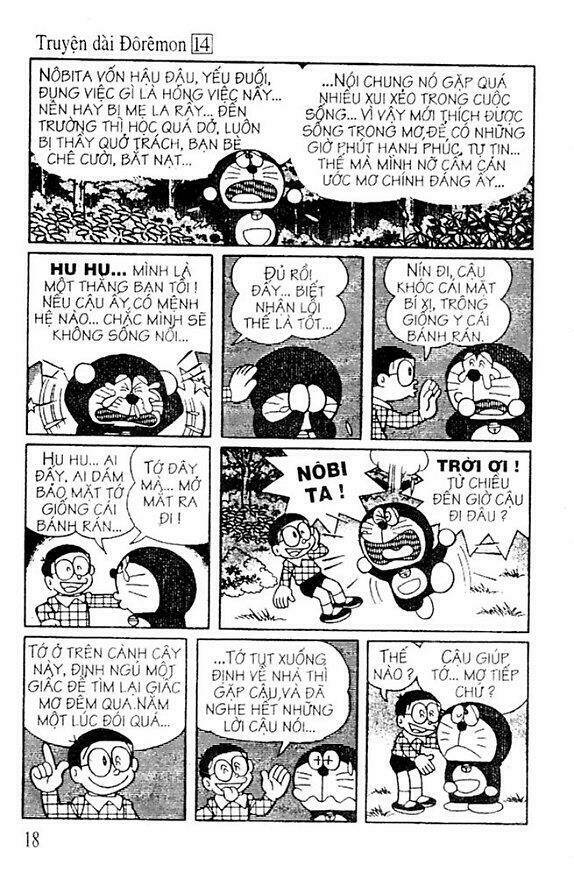 Truyện dài Đôrêmon 14
NÔBITA VỐN HẬU ĐẬU, YẾU ĐUỐI,
ĐỤNG VIỆC GÌ LÀ HỎNG VIỆC NẤY...
NÊN HAY BỊ MẸ LA RẦY... ĐẾN
TRƯỜNG THÌ HỌC QUÁ DỞ, LUÔN
BỊ THẦY QUỞ TRÁCH, BẠN BÈ
CHÊ CƯỜI, BẮT NẠT...
...NÓI CHUNG NÓ GẶP QUÁ
NHIỀU XUI XẺO TRONG CUỘC
SỐNG... VÌ VẬY MỚI THÍCH ĐƯỢC
SỐNG TRONG MƠ, ĐỂ CÓ NHỮNG
GIỜ PHÚT HẠNH PHÚC, TỰ TIN...
THẾ MÀ MÌNH NỠ CẤM CẢN
ƯỚC MƠ CHÍNH ĐÁNG ẤY...
HU HU... MÌNH LÀ
MỘT THẰNG BẠN TỒI !
NẾU CẬU ẤY CÓ MỆNH
HỆ NÀO... CHẮC MÌNH SẼ
KHÔNG SỐNG NỔI...
ĐỦ RỒI!
ĐẤY... BIẾT
NHẬN LỖI
THẾ LÀ TỐT...
NÍN ĐI, CẬU
KHÓC CÁI MẶT
BÍ XỊ, TRÔNG
GIỐNG Y CÁI
BÁNH RÁN.
HU HU... AI
ĐẤY. AI DÁM
BẢO MẶT TỚ
GIỐNG CÁI
BÁNH RÁN...
TỚ ĐÂY
MÀ... MỞ
MẮT RA
ĐI !
NÔBI
TA !
TRỜI ƠI !
TỪ CHIỀU
ĐẾN GIỜ CẬU
ĐI ĐÂU ?
TỚ Ở TRÊN CÀNH CÂY
NÀY, ĐỊNH NGỦ MỘT
GIẤC ĐỂ TÌM LẠI GIẤC
MƠ ĐÊM QUA. NẰM
MỘT LÚC ĐÓI QUÁ...
...TỚ TỤT XUỐNG
ĐỊNH VỀ NHÀ THÌ
GẶP CẬU, VÀ ĐÃ
NGHE HẾT NHỮNG
LỜI CẬU NÓI...
THẾ
NÀO ?
CẬU GIÚP
TỚ... MƠ TIẾP
CHỨ ?
18